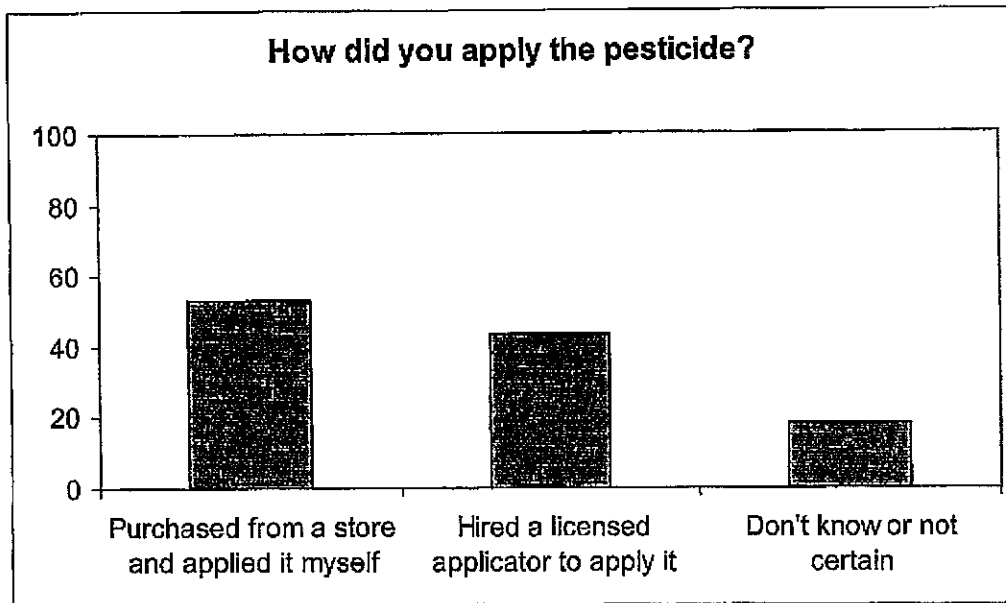 How did you apply the pesticide?
100
80
60
40
20
0
Purchased from a store
and applied it myself
Hired a licensed
applicator to apply it
Don't know or not
certain